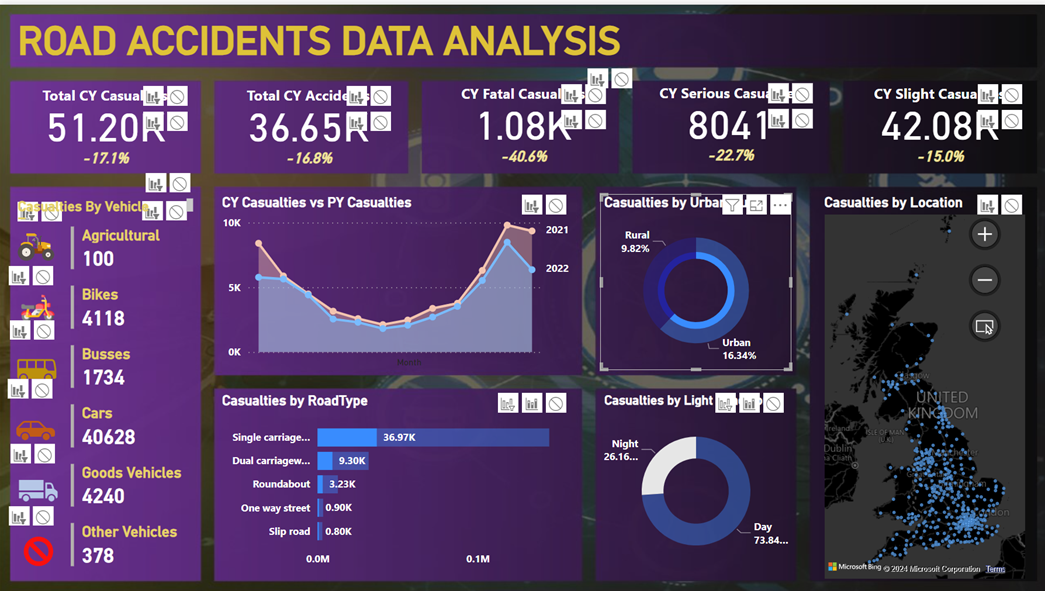 ROAD ACCIDENTS DATA ANALYSIS
Total CY Casual
51.20K
-17.1%
Total CY Accide
36.65K
-16.8%
CY Fatal Casual
1.08K
-40.6%
CY Serious Casual
8041
-22.7%
CY Slight Casua
42.08K
-15.0%
Casualties By Vehicle
Agricultural
100
Bikes
4118
Busses
1734
Cars
40628
Goods Vehicles
4240
Other Vehicles
378
CY Casualties vs PY Casualties
10K
5K
0K
2021
2022
Month
Casualties by Urban
Rural
9.82%
Urban
16.34%
Casualties by RoadType
Single carriage...
36.97K
Dual carriagew...
9.30K
Roundabout
3.23K
One way street
0.90K
Slip road
0.80K
0.0M
0.1M
Casualties by Light
Night
26.16...
Day
73.84...
Casualties by Location
UNITED
KINGDOM
ISLE OF MAN
Dublin
Microsoft Bing
© 2024 Microsoft Corporation Terms